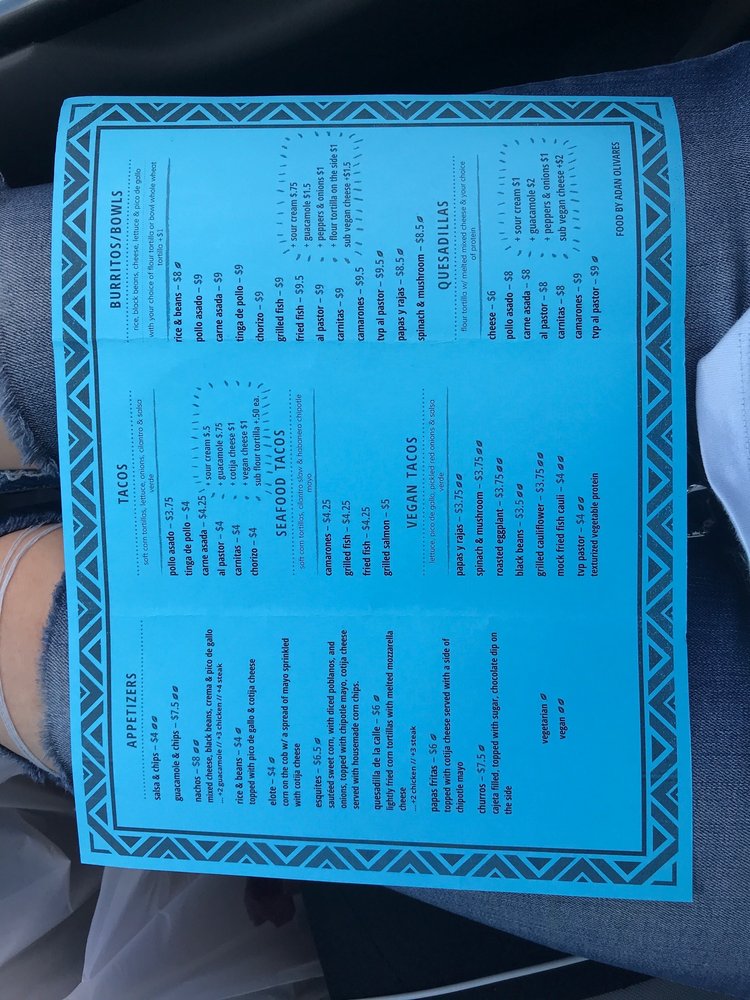 APPETIZERS
salsa & chips – $4
guacamole & chips – $7.5
nachos – $8
mixed cheese, black beans, crema & pico de gallo
... +2 guacamole // +3 chicken // +4 steak
rice & beans – $4
topped with pico de gallo & cotija cheese
elote – $4
corn on the cob w/ a spread of mayo sprinkled
with cotija cheese
esquites – $6.5
sautéed sweet corn, with diced poblanos, and
onions, topped with chipotle mayo, cotija cheese
served with housemade corn chips.
quesadilla de la calle – $6
lightly fried corn tortillas with melted mozzarella
cheese
...+2 chicken // +3 steak
papas fritas – $6
topped with cotija cheese served with a side of
chipotle mayo
churros – $7.5
cajeta filled, topped with sugar, chocolate dip on
the side
vegetarian
vegan
TACOS
soft corn tortillas, lettuce, onions, cilantro & salsa
verde
pollo asado – $3.75
tinga de pollo – $4
carne asada – $4.25
al pastor – $4
carnitas – $4
chorizo – $4
+ sour cream $.5
+ guacamole $.75
+ cotija cheese $1
+ vegan cheese $1
sub flour tortilla +.50 ea.
SEAFOOD TACOS
soft corn tortillas, cilantro slaw & habanero chipotle
mayo
camarones – $4.25
grilled fish – $4.25
fried fish – $4.25
grilled salmon – $5
VEGAN TACOS
lettuce, pico de gallo, pickled red onions & salsa
verde
papas y rajas – $3.75
spinach & mushroom – $3.75
roasted eggplant – $3.75
black beans – $3.5
grilled cauliflower – $3.75
mock fried fish cauli – $4
tvp pastor – $4
texturized vegetable protein
BURRITOS/BOWLS
rice, black beans, cheese, lettuce & pico de gallo
with your choice of flour tortilla or bowl whole wheat
tortilla +$1
rice & beans – $8
pollo asado – $9
carne asada – $9
tinga de pollo – $9
chorizo – $9
grilled fish – $9
fried fish – $9.5
al pastor – $9
carnitas – $9
camarones – $9.5
tvp al pastor – $9.5
papas y rajas – $8.5
spinach & mushroom – $8.5
+ sour cream $.75
+ guacamole $1.5
+ peppers & onions $1
+ flour tortilla on the side $1
sub vegan cheese +$1.5
QUESADILLAS
flour tortilla w/ melted mixed cheese & your choice
of protein
cheese – $6
pollo asado – $8
carne asada – $8
al pastor – $8
carnitas – $8
camarones – $9
tvp al pastor – $9
+ sour cream $1
+ guacamole $2
+ peppers & onions $1
sub vegan cheese +$2
FOOD BY ADAN OLIVARES